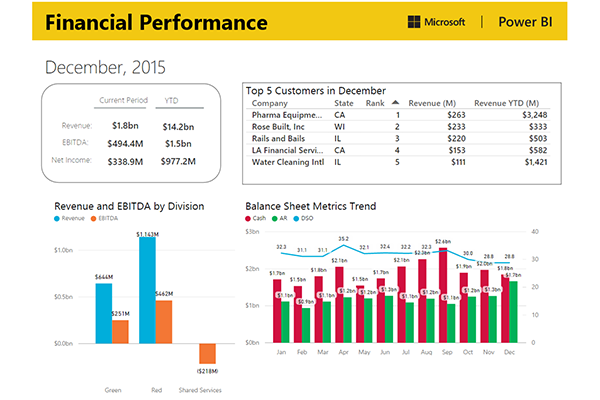 Financial Performance
Microsoft | Power BI
December, 2015
Current Period YTD
Revenue: $1.8bn $14.2bn
EBITDA: $494.4M $1.5bn
Net Income: $338.9M $977.2M
Top 5 Customers in December
Company State Rank Revenue (M) Revenue YTD (M)
Pharma Equipme... CA 1 $263 $3,248
Rose Built, Inc WI 2 $233 $333
Rails and Bails IL 3 $220 $503
LA Financial Servi... CA 4 $153 $582
Water Cleaning Intl IL 5 $111 $1,421
Revenue and EBITDA by Division
Revenue EBITDA
$1.0bn
$0.5bn
$0.0bn
$644M
$251M
$1,143M
$462M
($218M)
Green Red Shared Services
Balance Sheet Metrics Trend
Cash AR DSO
$3bn
$2bn
$1bn
$0bn
40
30
20
10
0
32.3 31.1 31.1 35.2 32.1 32.4 32.2 32.3 30.0 28.8 28.8
$1.7bn $1.5bn $1.8bn $2.1bn $1.5bn $1.7bn $2.1bn $2.3bn $2.6bn $1.9bn $2.0bn $1.8bn
$1.1bn $0.9bn $1.1bn $1.2bn $1.2bn $1.3bn $1.1bn $1.2bn $1.1bn $1.2bn $1.3bn $1.7bn
Jan Feb Mar Apr May Jun Jul Aug Sep Oct Nov Dec